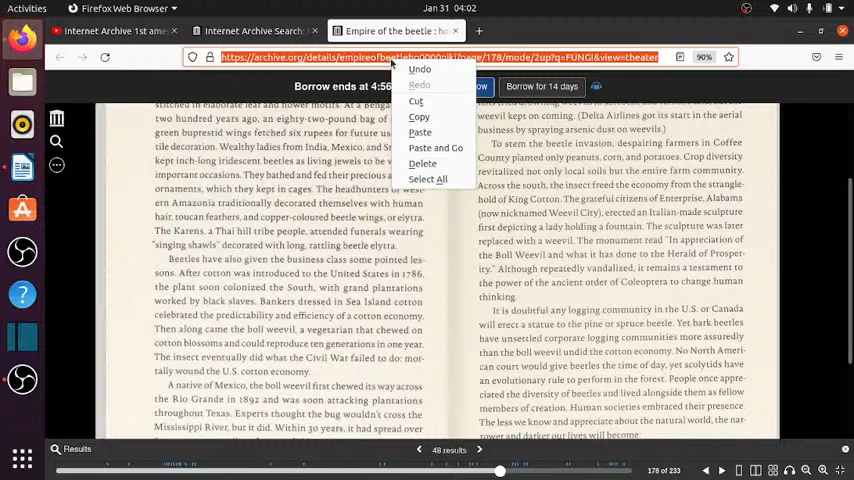 Activities
Firefox Web Browser
Jan 31 04:02
Internet Archive 1st ame
Internet Archive Search:
Empire of the beetle : ho
90%
Borrow ends at 4:56
Borrow for 14 days
Undo
Redo
Cut
Copy
Paste
Paste and Go
Delete
Select All
stitched in elaborate leaf and flower motifs. At a Beng
two hundred years ago, an eighty-two-pound bag of
green buprestid wings fetched six rupees for future use
tile decoration. Wealthy ladies from India, Mexico, and Sr
kept inch-long iridescent beetles as living jewels to we
important occasions. They bathed and fed their precious
ornaments, which they kept in cages. The headhunters of west-
ern Amazonia traditionally decorated themselves with human
hair, toucan feathers, and copper-coloured beetle wings, or elytra.
The Karens, a Thai hill tribe people, attended funerals wearing
"singing shawls" decorated with long, rattling beetle elytra.
Beetles have also given the business class some pointed les-
sons. After cotton was introduced to the United States in 1786,
the plant soon colonized the South, with grand plantations
worked by black slaves. Bankers dressed in Sea Island cotton
celebrated the predictability and efficiency of a cotton economy.
Then along came the boll weevil, a vegetarian that chewed on
cotton blossoms and could reproduce ten generations in one year.
The insect eventually did what the Civil War failed to do: mor-
tally wound the U.S. cotton economy.
A native of Mexico, the boll weevil first chewed its way across
the Rio Grande in 1892 and was soon attacking plantations
throughout Texas. Experts thought the bug wouldn't cross the
Mississippi River, but it did. Within 30 years, it had spread over
weevil kept on coming. (Delta Airlines got its start in the aerial
business by spraying arsenic dust on weevils.)
To stem the beetle invasion, despairing farmers in Coffee
County planted only peanuts, corn, and potatoes. Crop diversity
revitalized not only local soils but the entire farm community.
Across the south, the insect freed the economy from the strangle-
hold of King Cotton. The grateful citizens of Enterprise, Alabama
(now nicknamed Weevil City), erected an Italian-made sculpture
first depicting a lady holding a fountain. The sculpture was later
replaced with a weevil. The monument read "In appreciation of
the Boll Weevil and what it has done to the Herald of Prosper-
ity." Although repeatedly vandalized, it remains a testament to
the power of the ancient order of Coleoptera to change human
thinking.
It is doubtful any logging community in the U.S. or Canada
will erect a statue to the pine or spruce beetle. Yet bark beetles
have unsettled corporate logging communities more assuredly
than the boll weevil undid the cotton economy. No North Ameri-
can court would give beetles the time of day, yet scolytids have
an evolutionary rule to perform in the forest. People once appre-
ciated the diversity of beetles and lived alongside them as fellow
members of creation. Human societies embraced their presence
The less we know and appreciate about the natural world, the nar-
rower and darker our lives will become.
Results
48 results
178 of 233